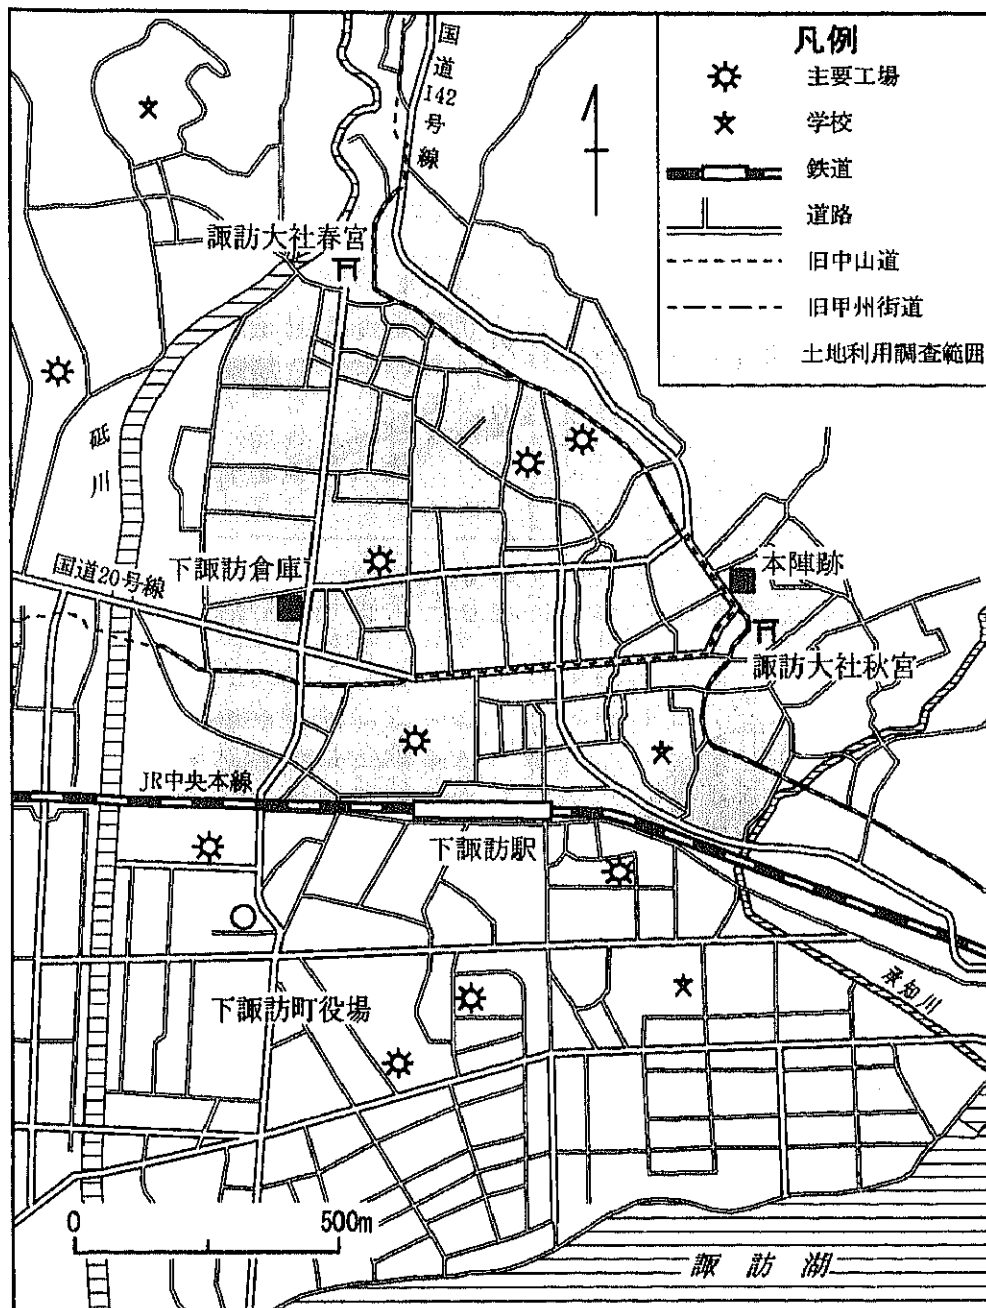 凡例
主要工場
学校
鉄道
道路
旧中山道
旧甲州街道
土地利用調査範囲
国道142号線
諏訪大社春宮
砥川
国道20号線
下諏訪倉庫
本陣跡
諏訪大社秋宮
JR中央本線
下諏訪駅
下諏訪町役場
承知川
0 500m
諏訪湖